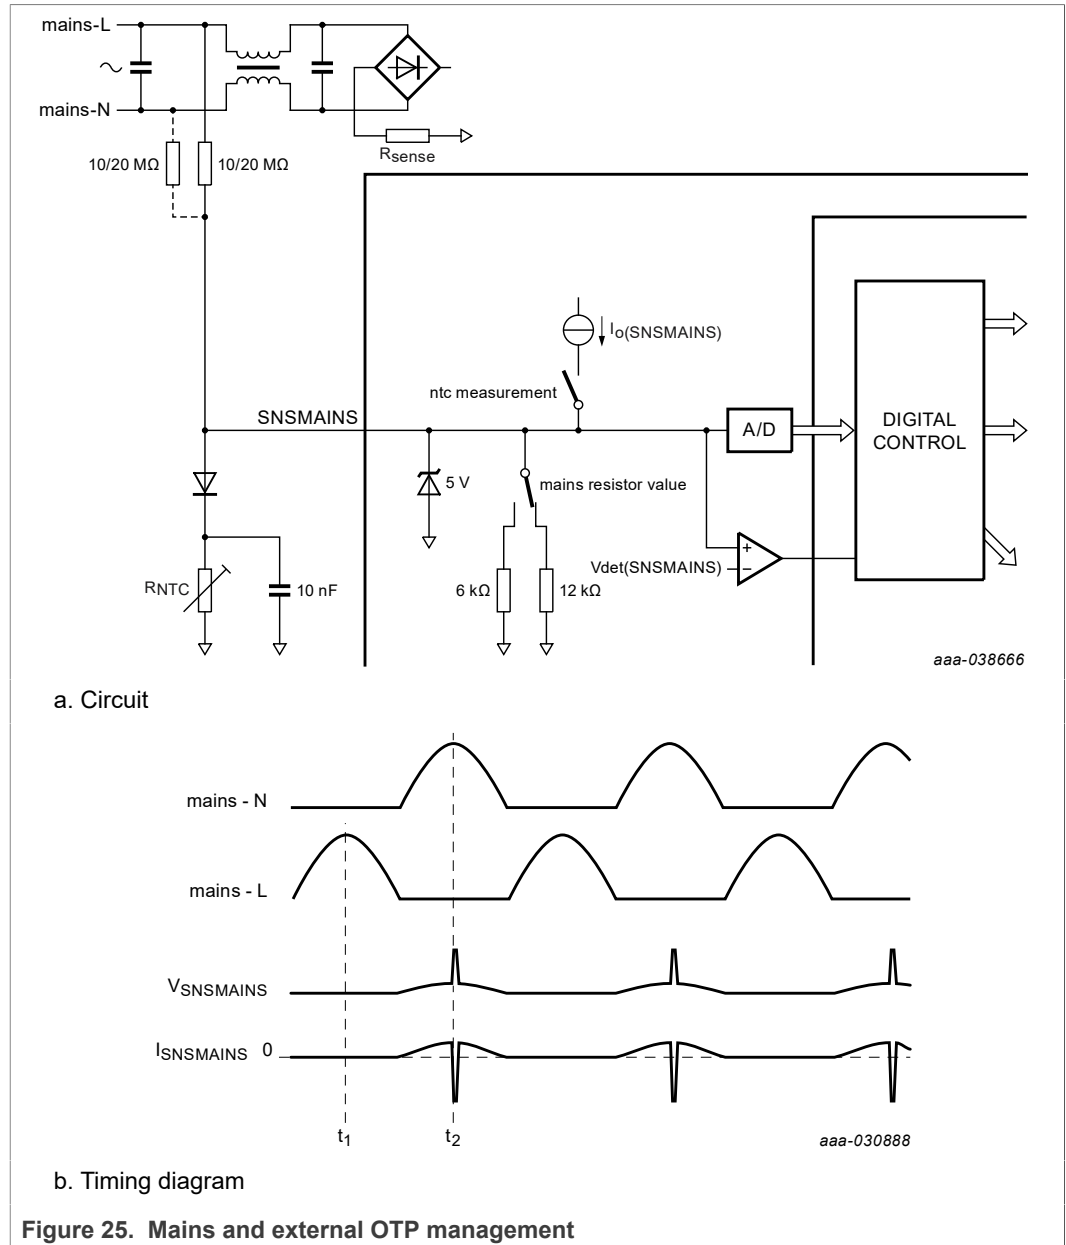 mains-L
mains-N
Rsense
10/20 MΩ
10/20 MΩ
Io(SNSMAINS)
ntc measurement
SNSMAINS
A/D
DIGITAL
CONTROL
5 V
mains resistor value
Vdet(SNSMAINS)
+
−
RNTC
10 nF
6 kΩ
12 kΩ
aaa-038666
a. Circuit
mains - N
mains - L
VSNSMAINS
ISNSMAINS 0
t1
t2
aaa-030888
b. Timing diagram
Figure 25. Mains and external OTP management